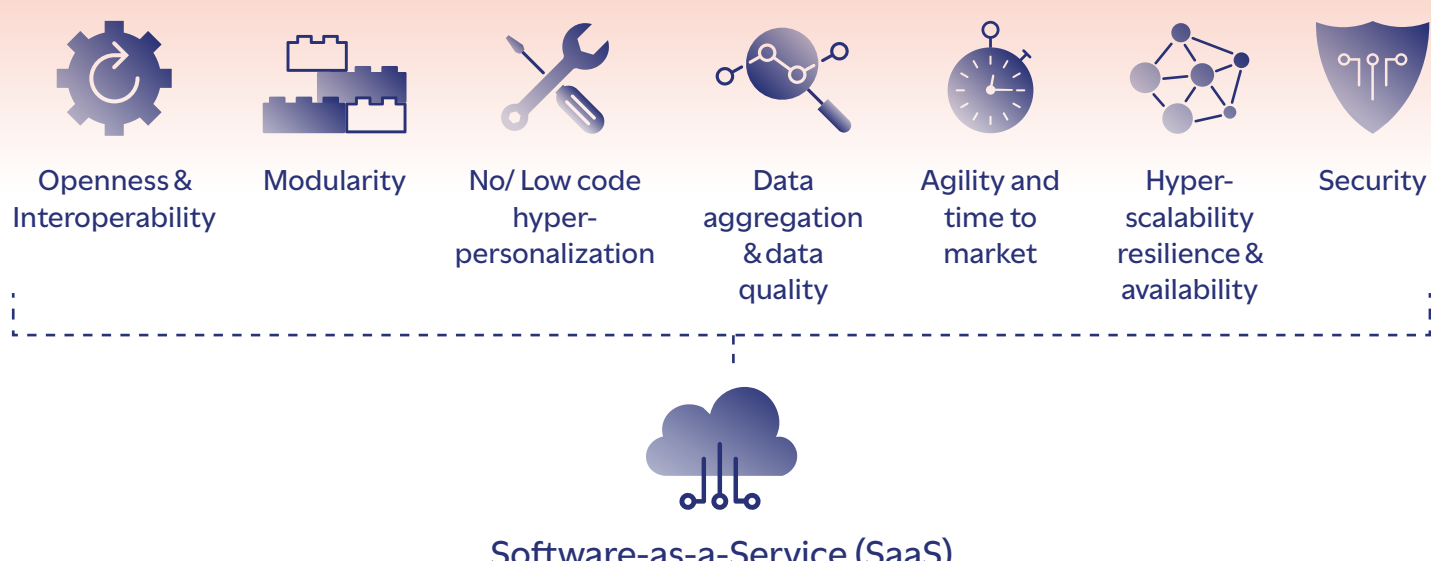 Openness &
Interoperability
Modularity
No/ Low code
hyper-
personalization
Data
aggregation
& data
quality
Agility and
time to
market
Hyper-
scalability
resilience &
availability
Security
Software-as-a-Service (SaaS)